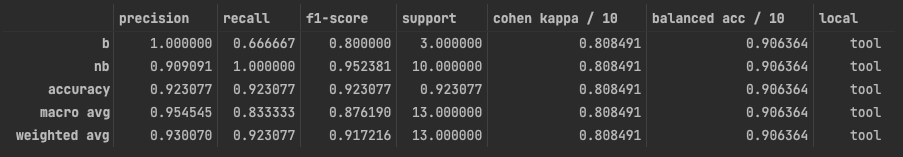 precision recall f1-score support cohen kappa / 10 balanced acc / 10 local
b 1.000000 0.666667 0.800000 3.000000 0.808491 0.906364 tool
nb 0.909091 1.000000 0.952381 10.000000 0.808491 0.906364 tool
accuracy 0.923077 0.923077 0.923077 0.923077 0.808491 0.906364 tool
macro avg 0.954545 0.833333 0.876190 13.000000 0.808491 0.906364 tool
weighted avg 0.930070 0.923077 0.917216 13.000000 0.808491 0.906364 tool